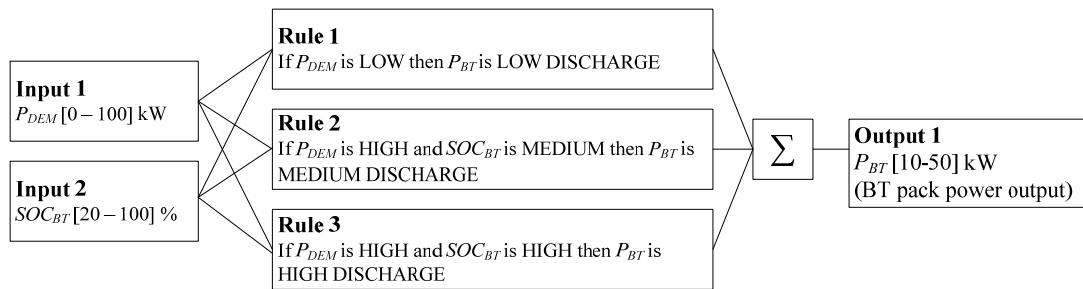 Input 1
P_DEM [0 – 100] kW
Input 2
SOC_BT [20 – 100] %
Rule 1
If P_DEM is LOW then P_BT is LOW DISCHARGE
Rule 2
If P_DEM is HIGH and SOC_BT is MEDIUM then P_BT is
MEDIUM DISCHARGE
Rule 3
If P_DEM is HIGH and SOC_BT is HIGH then P_BT is
HIGH DISCHARGE
∑
Output 1
P_BT [10-50] kW
(BT pack power output)